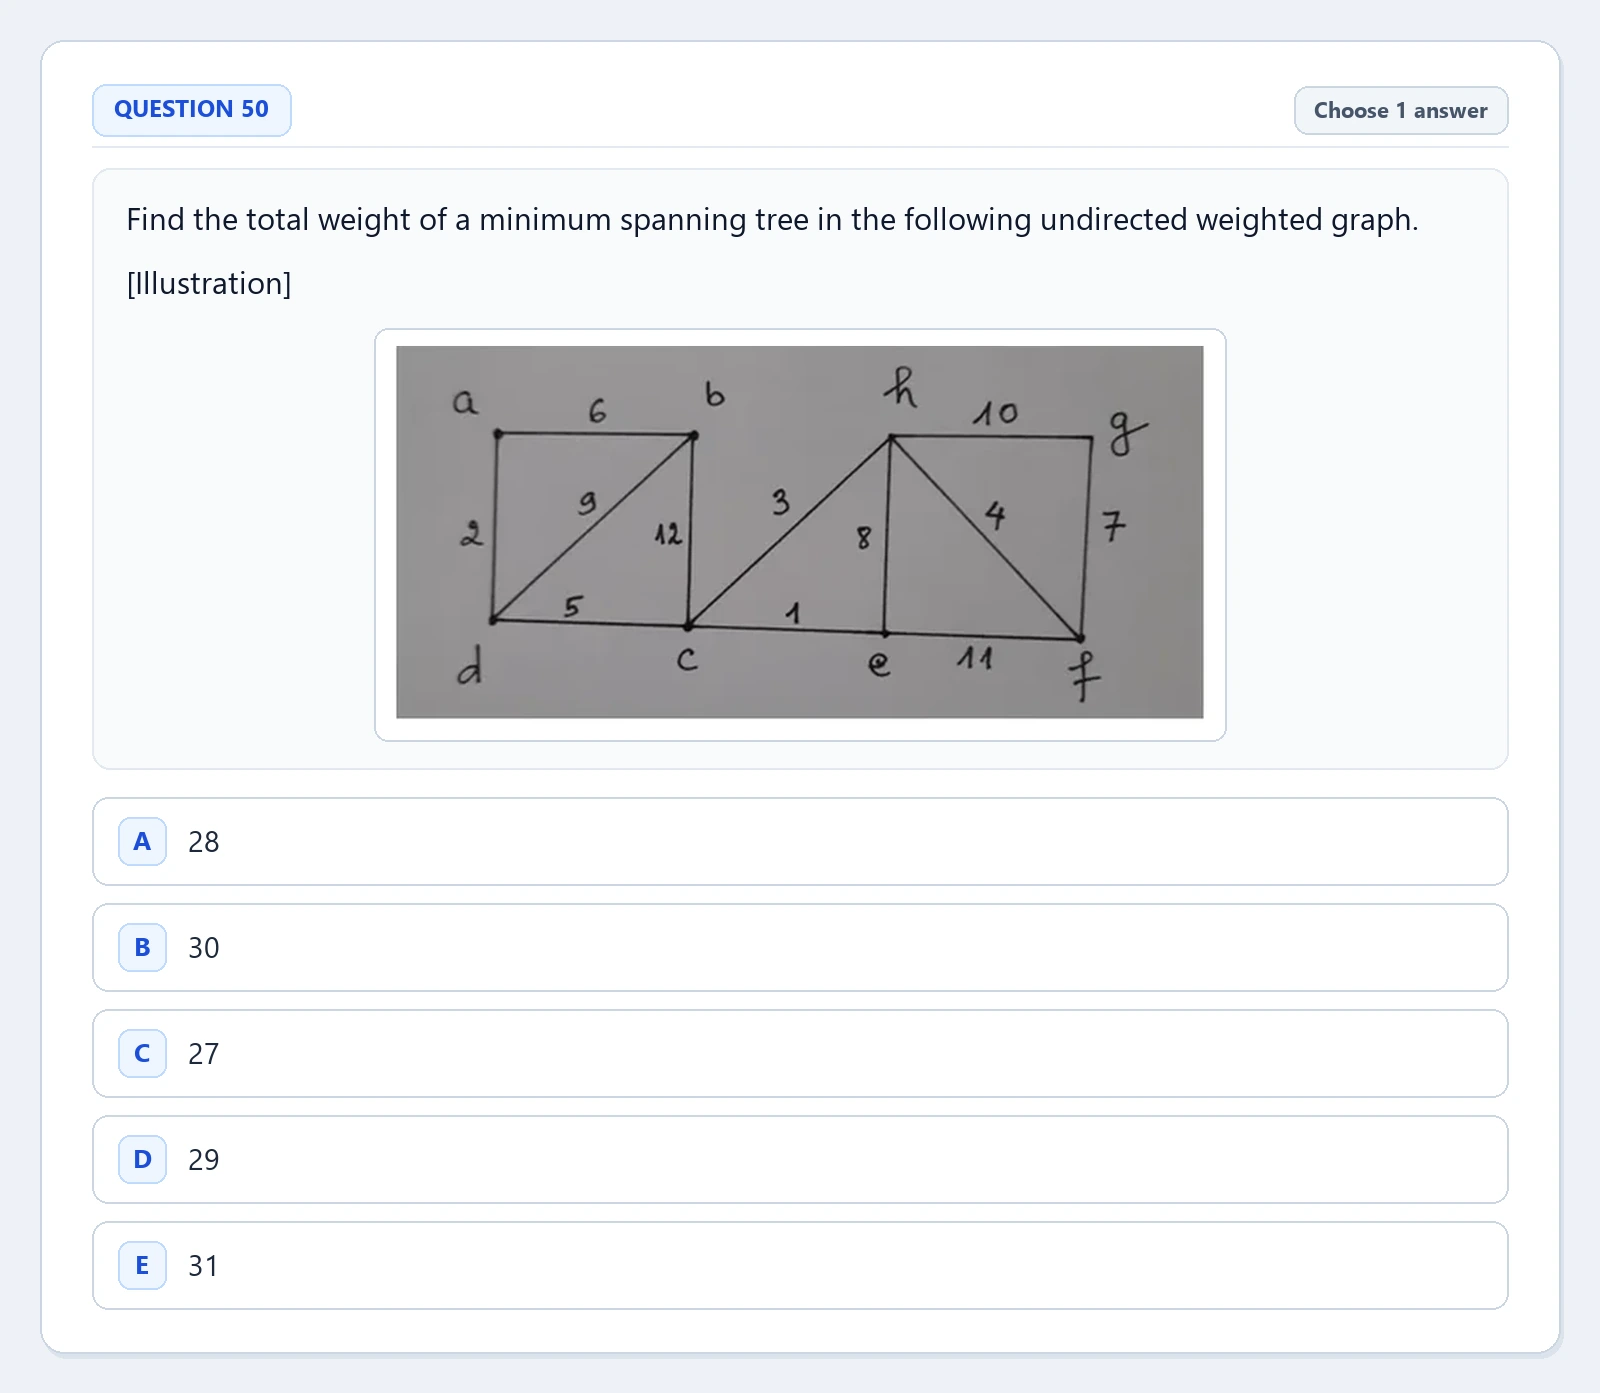 QUESTION 50
Choose 1 answer
Find the total weight of a minimum spanning tree in the following undirected weighted graph.
[Illustration]
a 6 b h 10 g
2 9 12 3 8 4 7
d 5 c 1 e 11 f
A 28
B 30
C 27
D 29
E 31